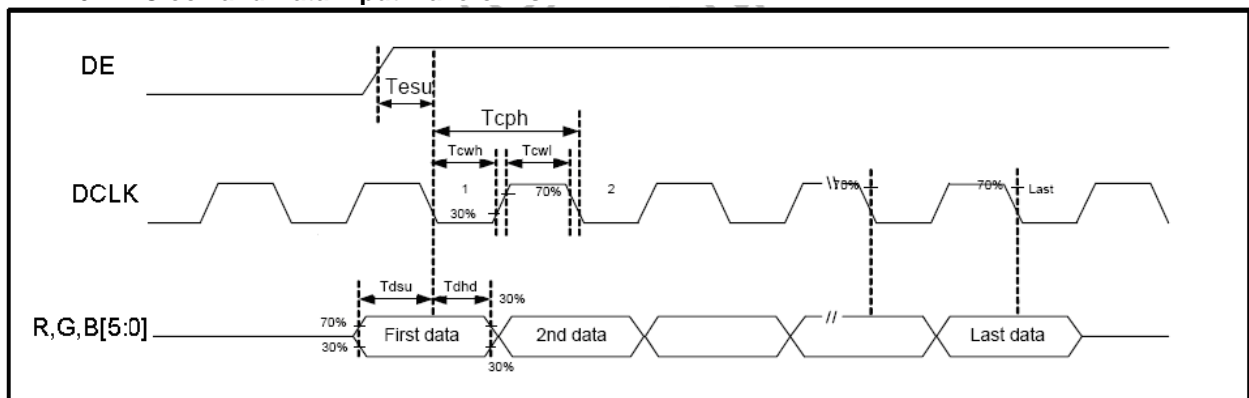 DE
Tesu
Tcph
Tcwh
Tcwl
DCLK
1
70%
2
\\
70%
70%
Last
30%
Tdsu
Tdhd
30%
R,G,B[5:0]
70%
30%
First data
2nd data
//
Last data
30%